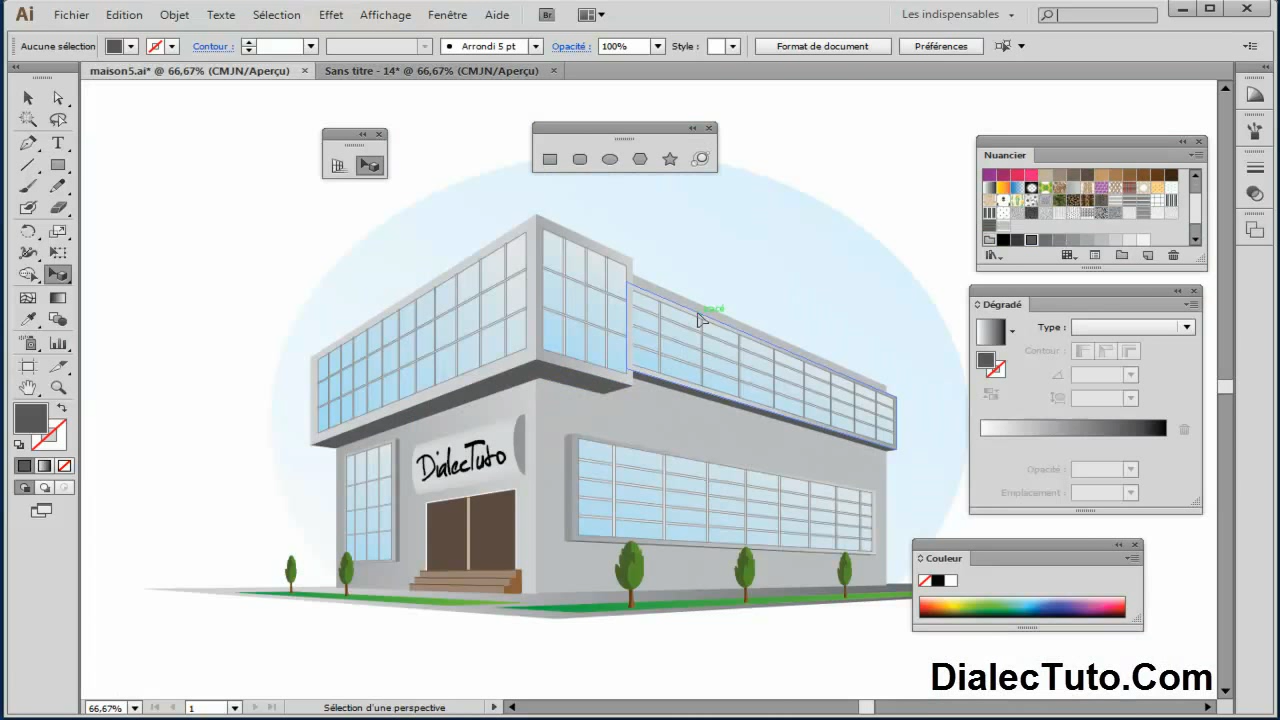 Ai Fichier Edition Objet Texte Sélection Effet Affichage Fenêtre Aide Br Les indispensables
Aucune sélection Contour : Arrondi 5 pt Opacité : 100% Style : Format de document Préférences
maison5.ai* @ 66,67% (CMJN/Aperçu) × Sans titre - 14* @ 66,67% (CMJN/Aperçu) ×
Nuancier
Dégradé
Type :
Contour :
Opacité :
Emplacement :
DialecTuto
Couleur
DialecTuto.Com
66,67% 1 Sélection d'une perspective